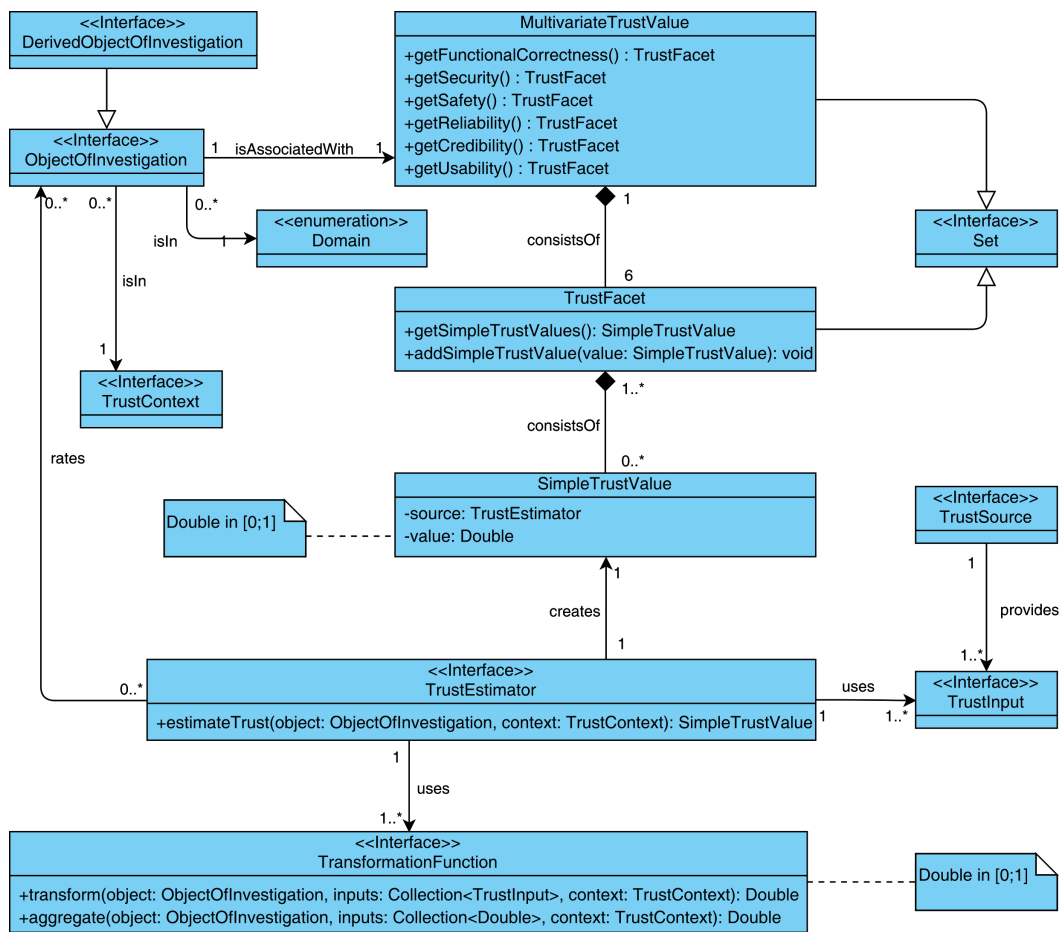 <<Interface>>
DerivedObjectOfInvestigation
MultivariateTrustValue
+getFunctionalCorrectness() : TrustFacet
+getSecurity() : TrustFacet
+getSafety() : TrustFacet
+getReliability() : TrustFacet
+getCredibility() : TrustFacet
+getUsability() : TrustFacet
<<Interface>>
ObjectOfInvestigation
1
isAssociatedWith
1
0..*
0..*
0..*
1
<<enumeration>>
Domain
isIn
1
consistsOf
<<Interface>>
Set
isIn
6
TrustFacet
+getSimpleTrustValues(): SimpleTrustValue
+addSimpleTrustValue(value: SimpleTrustValue): void
1
<<Interface>>
TrustContext
1..*
consistsOf
rates
0..*
SimpleTrustValue
-source: TrustEstimator
-value: Double
Double in [0;1]
<<Interface>>
TrustSource
1
1
creates
provides
1
1..*
<<Interface>>
TrustEstimator
+estimateTrust(object: ObjectOfInvestigation, context: TrustContext): SimpleTrustValue
0..*
uses
1
1..*
<<Interface>>
TrustInput
1
uses
1..*
<<Interface>>
TransformationFunction
+transform(object: ObjectOfInvestigation, inputs: Collection<TrustInput>, context: TrustContext): Double
+aggregate(object: ObjectOfInvestigation, inputs: Collection<Double>, context: TrustContext): Double
Double in [0;1]